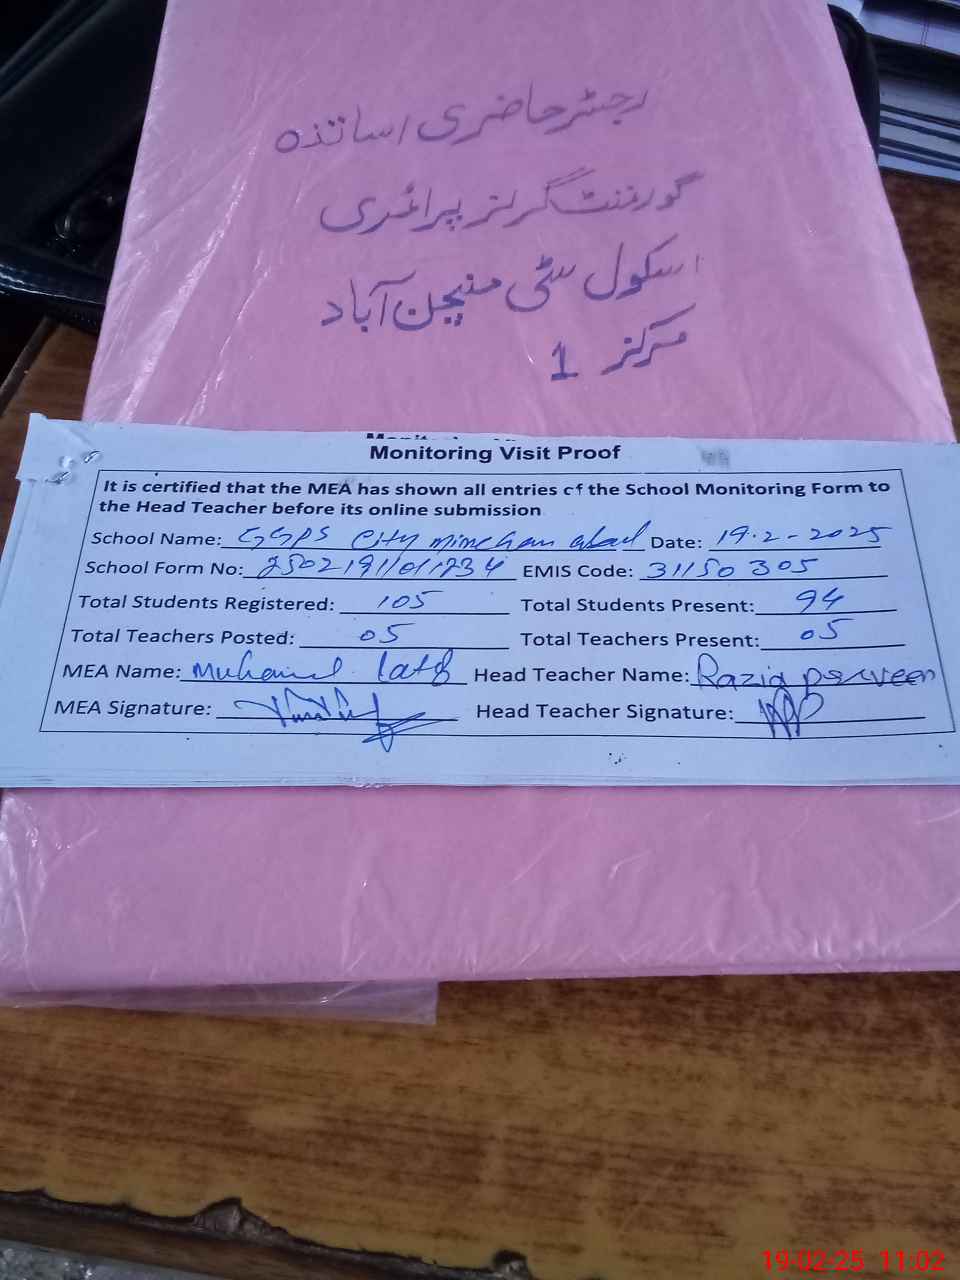 رجسٹر حاضری اساتذہ
گورنمنٹ گرلز پرائمری
اسکول سٹی منچن آباد
مرکز 1
Monitoring Visit Proof
It is certified that the MEA has shown all entries of the School Monitoring Form to
the Head Teacher before its online submission
School Name: GGPS City Minchan abad Date: 19-2-2025
School Form No: EMIS Code: 31150305
Total Students Registered: 105 Total Students Present: 94
Total Teachers Posted: 05 Total Teachers Present: 05
MEA Name: Head Teacher Name: Razia Perveen
MEA Signature: Head Teacher Signature:
19-02-25 11:02